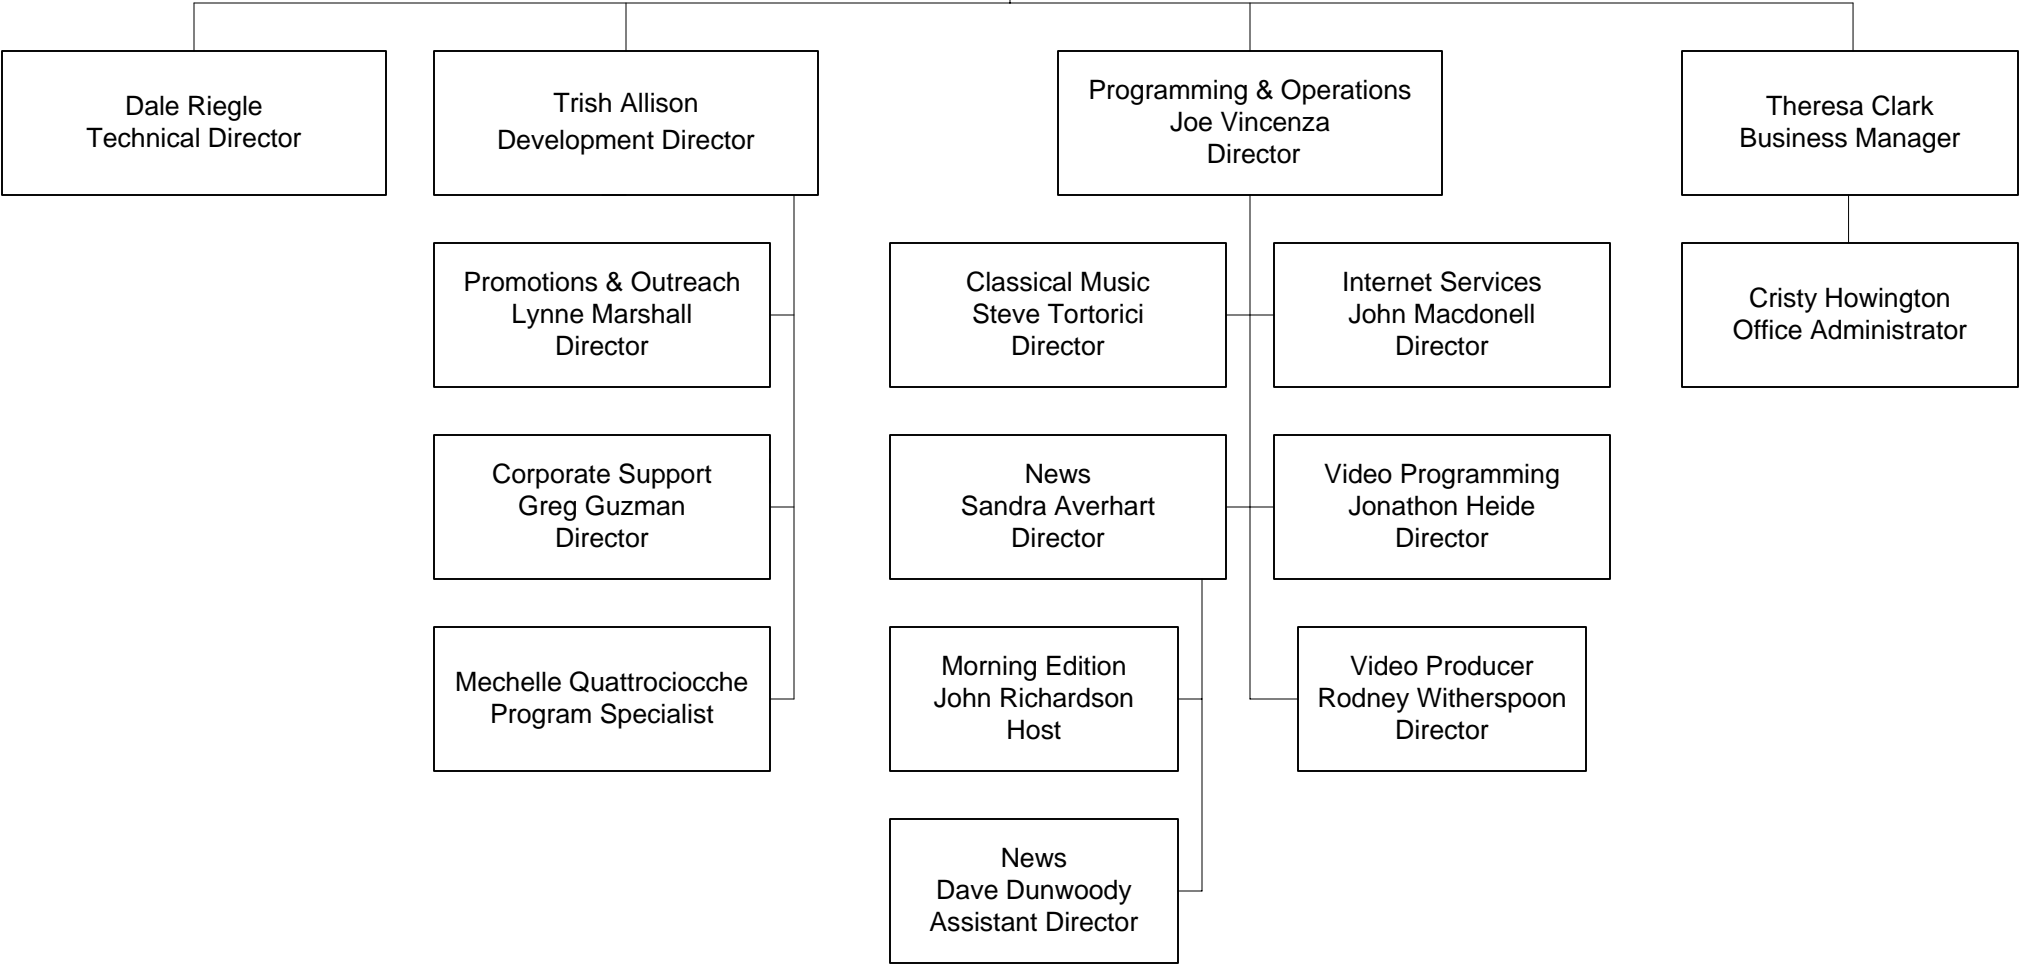 Dale Riegle
Technical Director
Trish Allison
Development Director
Programming & Operations
Joe Vincenza
Director
Theresa Clark
Business Manager
Promotions & Outreach
Lynne Marshall
Director
Classical Music
Steve Tortorici
Director
Internet Services
John Macdonell
Director
Cristy Howington
Office Administrator
Corporate Support
Greg Guzman
Director
News
Sandra Averhart
Director
Video Programming
Jonathon Heide
Director
Mechelle Quattrociocche
Program Specialist
Morning Edition
John Richardson
Host
Video Producer
Rodney Witherspoon
Director
News
Dave Dunwoody
Assistant Director